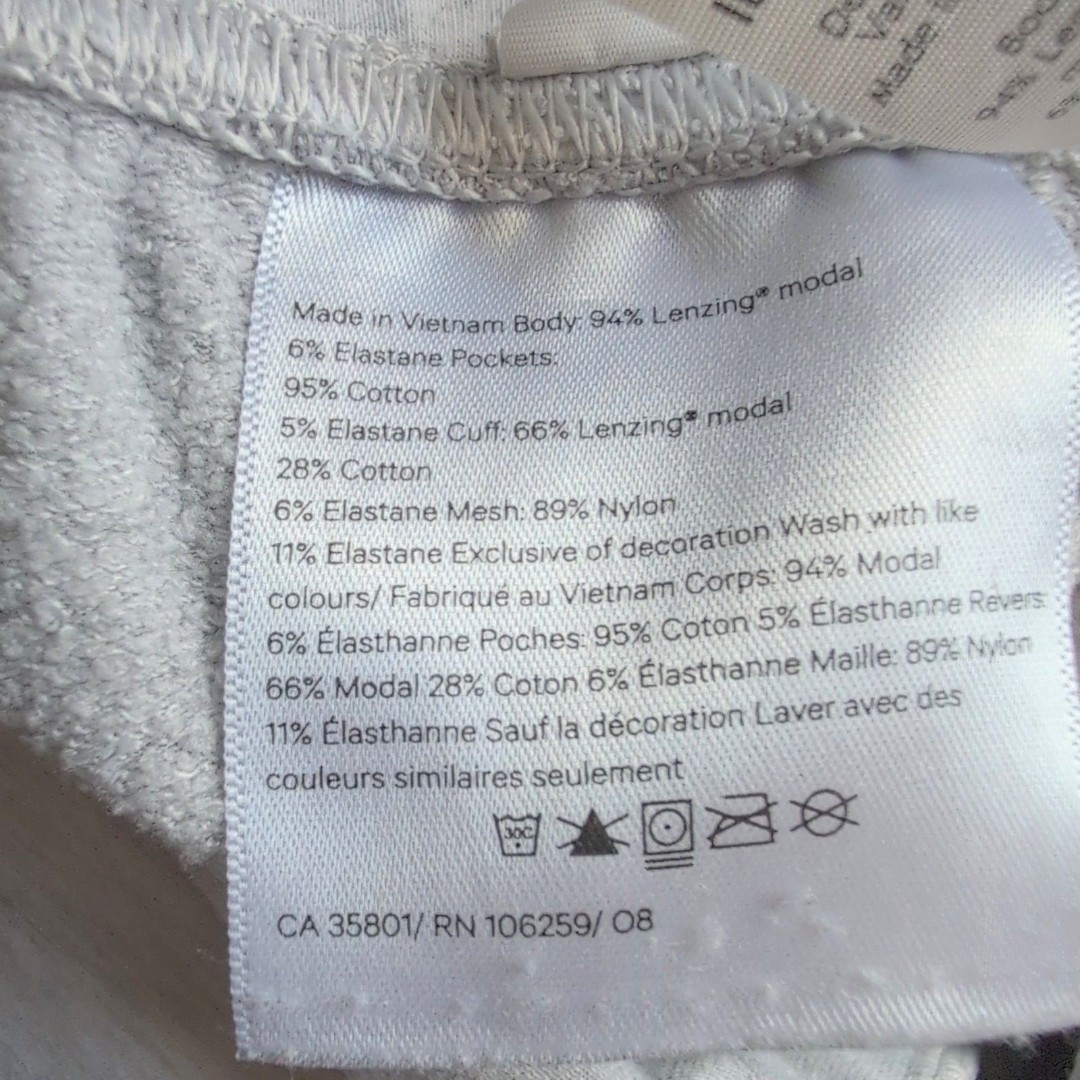 Made
94%
Made in Vietnam Body: 94% Lenzing® modal
6% Elastane Pockets:
95% Cotton
5% Elastane Cuff: 66% Lenzing® modal
28% Cotton
6% Elastane Mesh: 89% Nylon
11% Elastane Exclusive of decoration Wash with like
colours/ Fabriqué au Vietnam Corps: 94% Modal
6% Élasthanne Poches: 95% Coton 5% Élasthanne Revers:
66% Modal 28% Coton 6% Élasthanne Maille: 89% Nylon
11% Élasthanne Sauf la décoration Laver avec des
couleurs similaires seulement
30C
CA 35801/ RN 106259/ O8